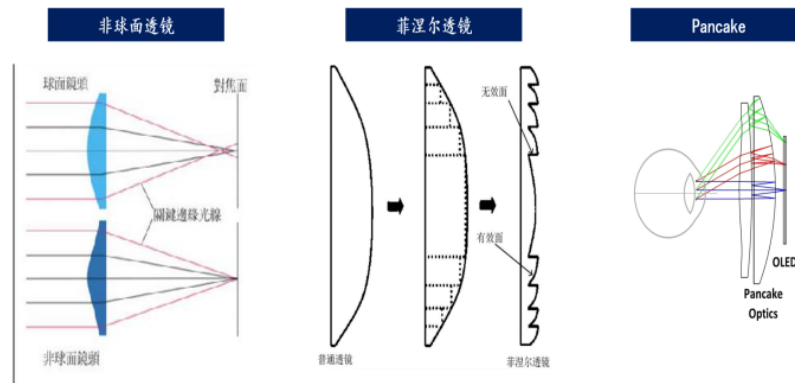 非球面透镜
菲涅尔透镜
Pancake
球面鏡頭
對焦面
關鍵邊緣光線
非球面鏡頭
无效面
有效面
普通透镜
菲涅尔透镜
OLED
Pancake
Optics